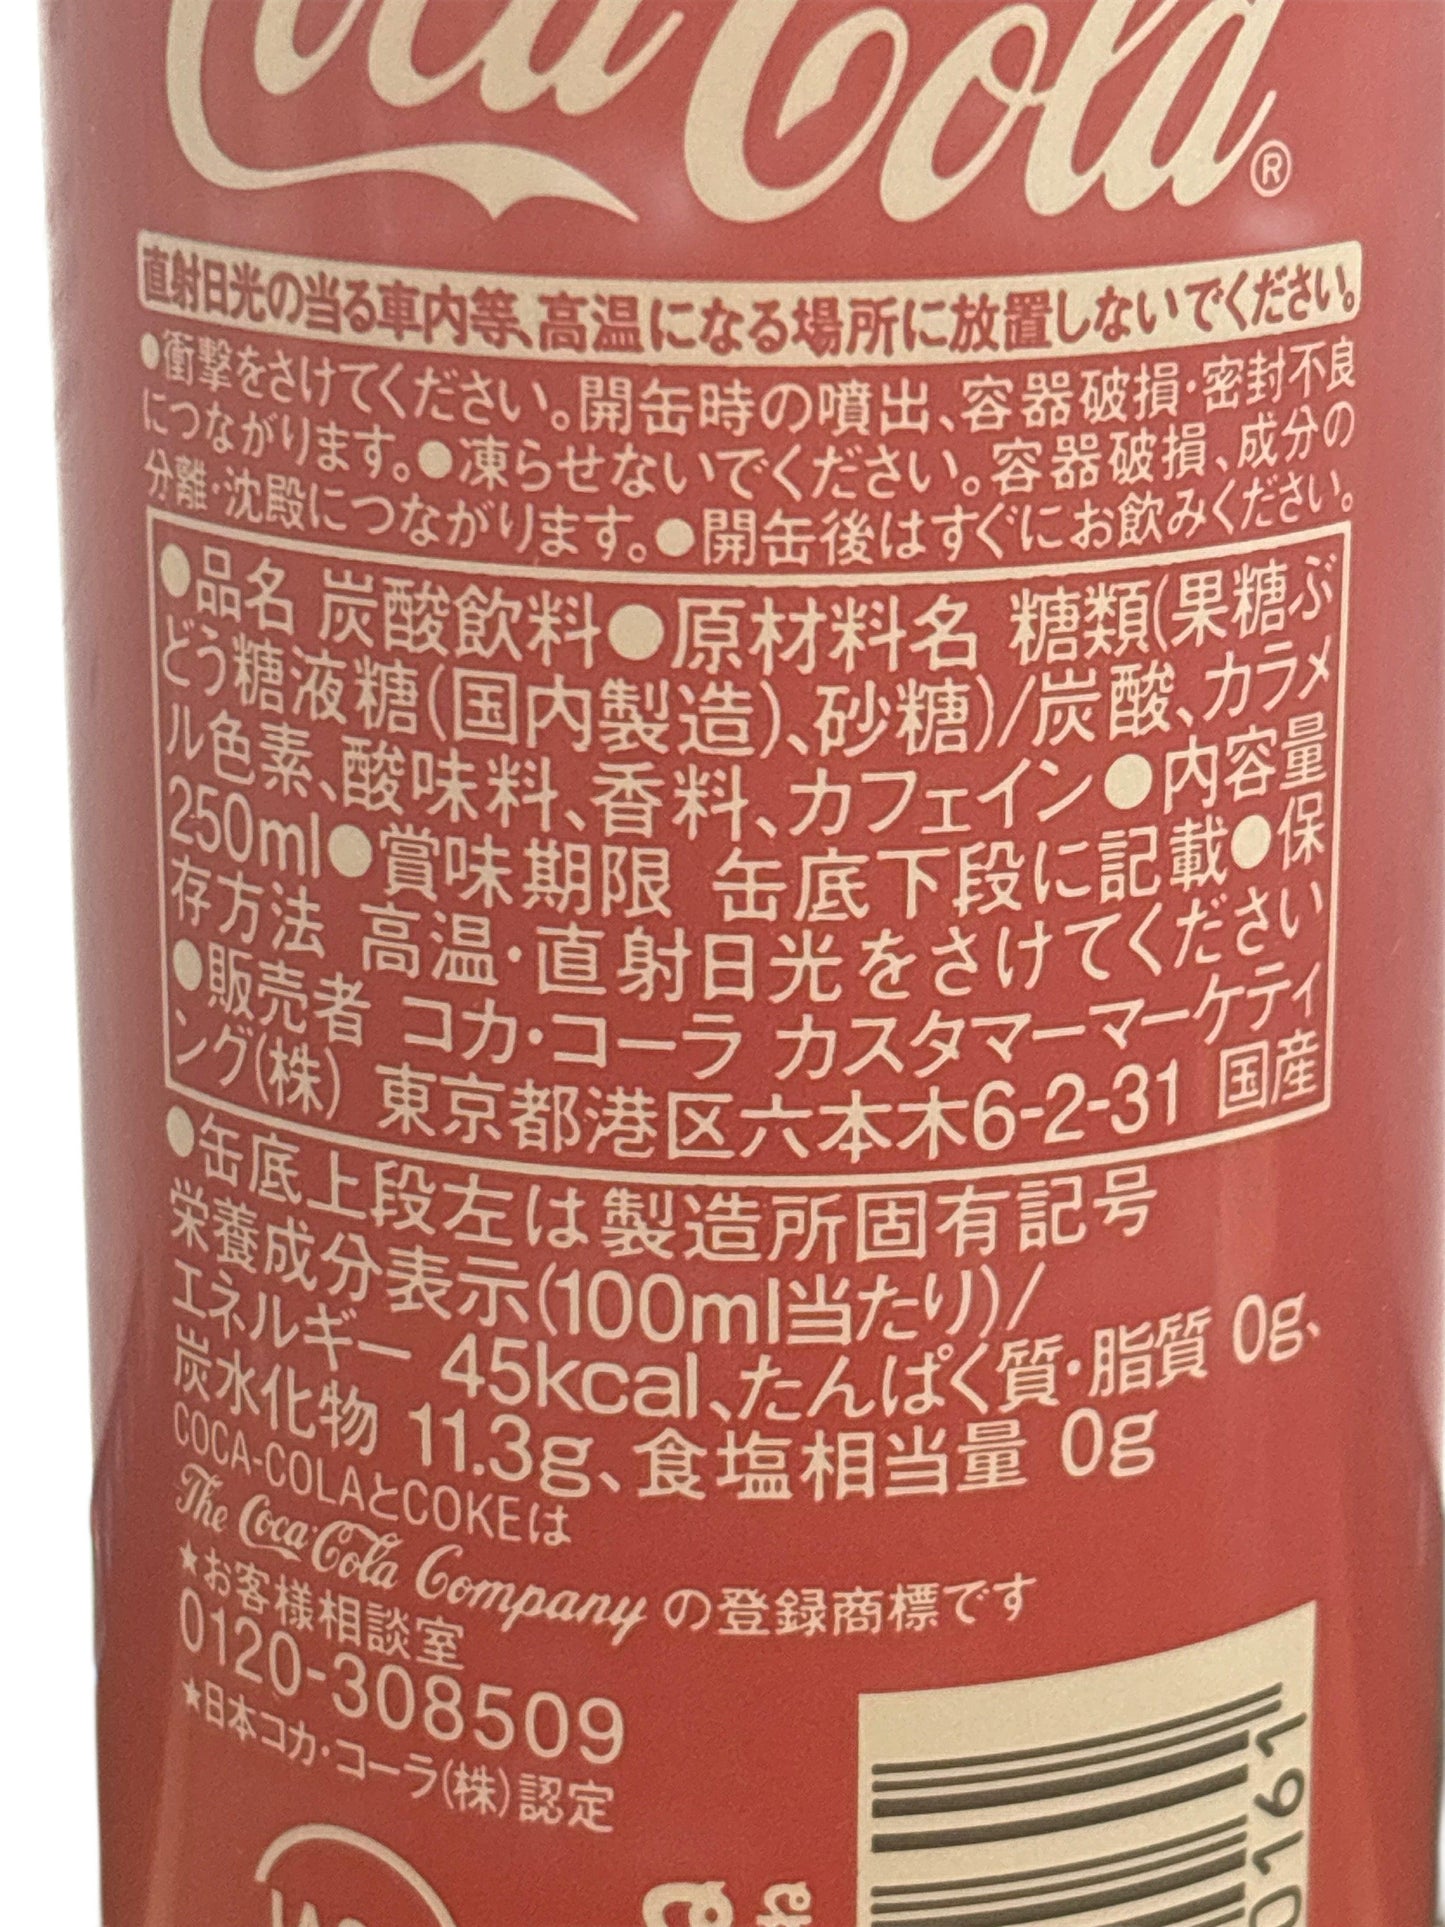 Coca-Cola®
直射日光の当る車内等、高温になる場所に放置しないでください。
●衝撃をさけてください。開缶時の噴出、容器破損・密封不良
につながります。●凍らせないでください。容器破損、成分の
分離・沈殿につながります。●開缶後はすぐにお飲みください。
●品名 炭酸飲料●原材料名 糖類(果糖ぶ
どう糖液糖(国内製造)、砂糖)/炭酸、カラメ
ル色素、酸味料、香料、カフェイン●内容量
250ml●賞味期限 缶底下段に記載●保
存方法 高温・直射日光をさけてください
●販売者 コカ・コーラ カスタマーマーケティ
ング(株) 東京都港区六本木6-2-31 国産
●缶底上段左は製造所固有記号
栄養成分表示(100ml当たり)/
エネルギー 45kcal、たんぱく質・脂質 0g、
炭水化物 11.3g、食塩相当量 0g
COCA-COLAとCOKEは
The Coca-Cola Companyの登録商標です
★お客様相談室
0120-308509
★日本コカ・コーラ(株)認定